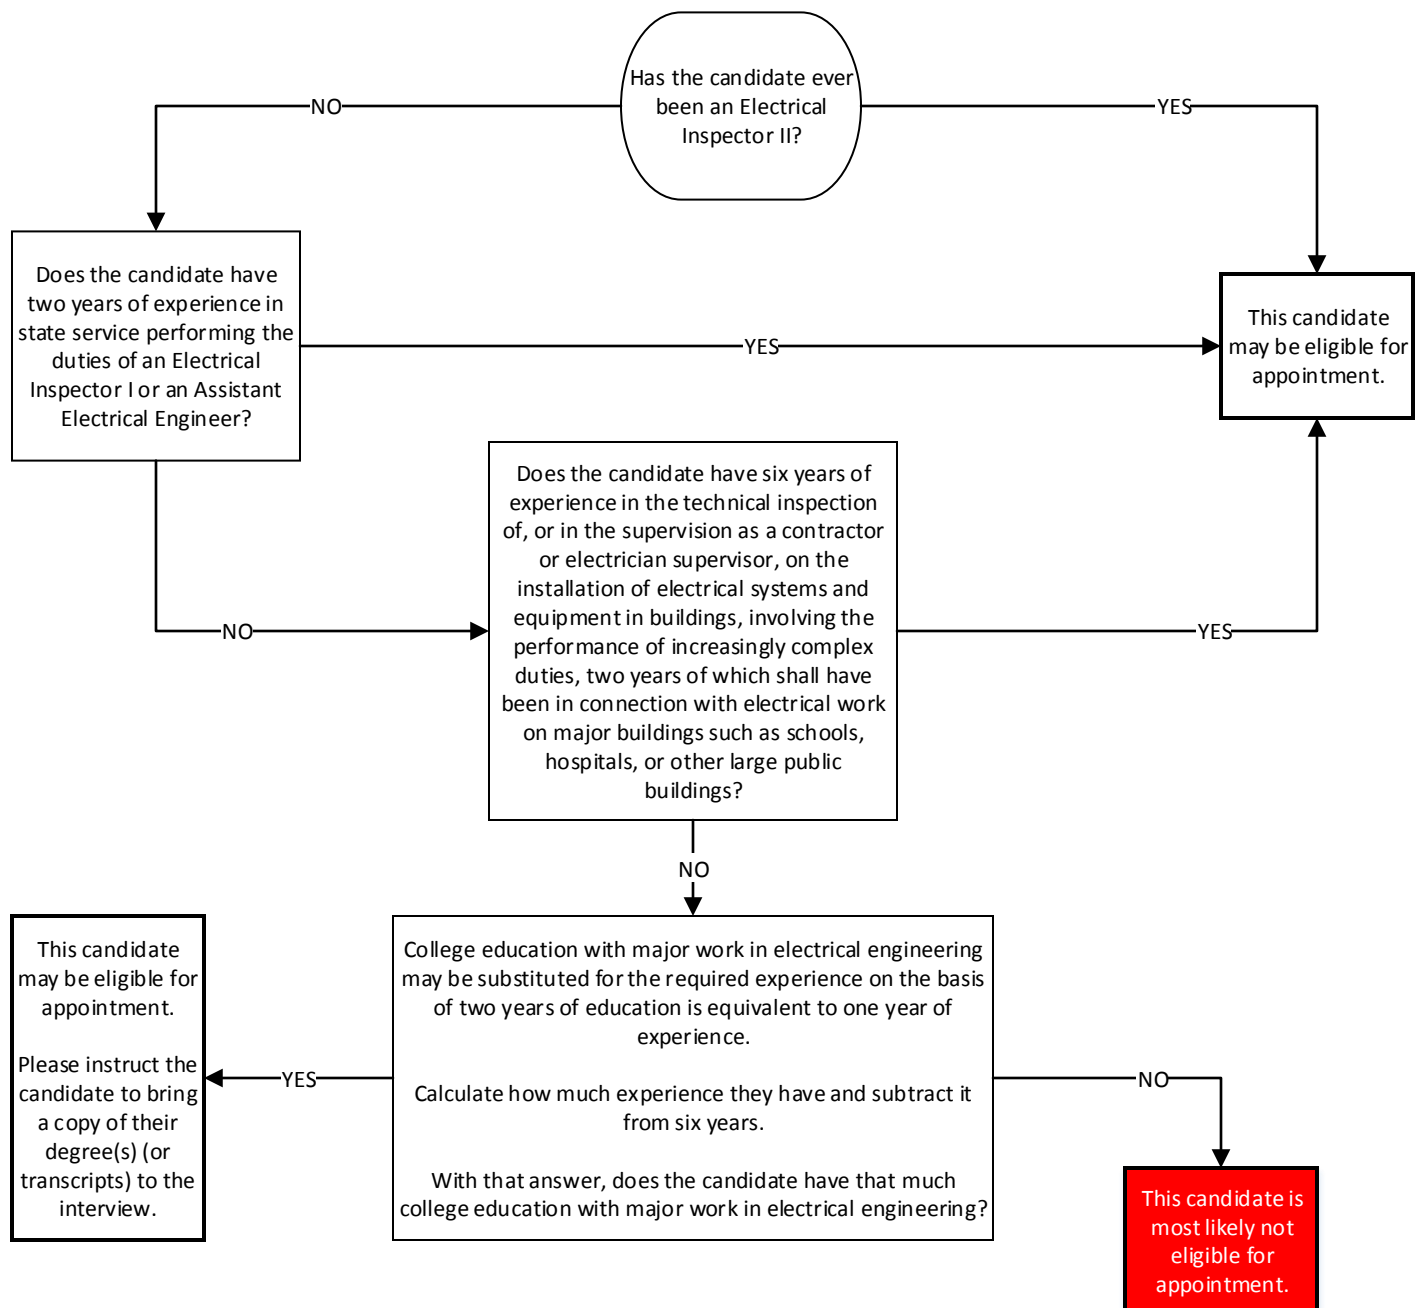 Has the candidate ever
been an Electrical
Inspector II?
NO
YES
Does the candidate have
two years of experience in
state service performing the
duties of an Electrical
Inspector I or an Assistant
Electrical Engineer?
YES
This candidate
may be eligible for
appointment.
Does the candidate have six years of
experience in the technical inspection
of, or in the supervision as a contractor
or electrician supervisor, on the
installation of electrical systems and
equipment in buildings, involving the
performance of increasingly complex
duties, two years of which shall have
been in connection with electrical work
on major buildings such as schools,
hospitals, or other large public
buildings?
NO
YES
NO
This candidate
may be eligible for
appointment.
Please instruct the
candidate to bring
a copy of their
degree(s) (or
transcripts) to the
interview.
YES
College education with major work in electrical engineering
may be substituted for the required experience on the basis
of two years of education is equivalent to one year of
experience.
Calculate how much experience they have and subtract it
from six years.
With that answer, does the candidate have that much
college education with major work in electrical engineering?
NO
This candidate is
most likely not
eligible for
appointment.